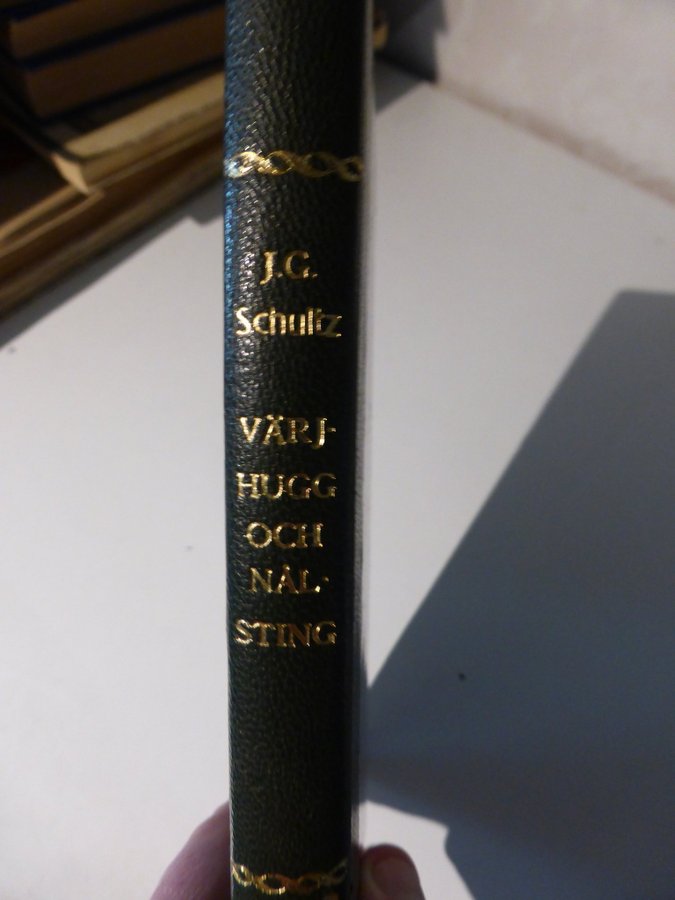 J.G.
Schultz
VÄRJ-
HUGG
OCH
NÅL-
STING